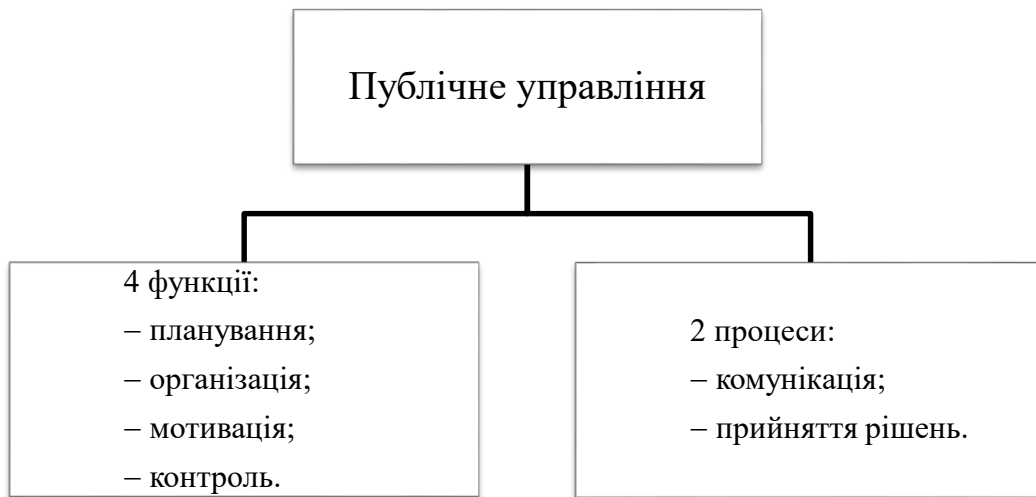 Публічне управління
4 функції:
– планування;
– організація;
– мотивація;
– контроль.
2 процеси:
– комунікація;
– прийняття рішень.